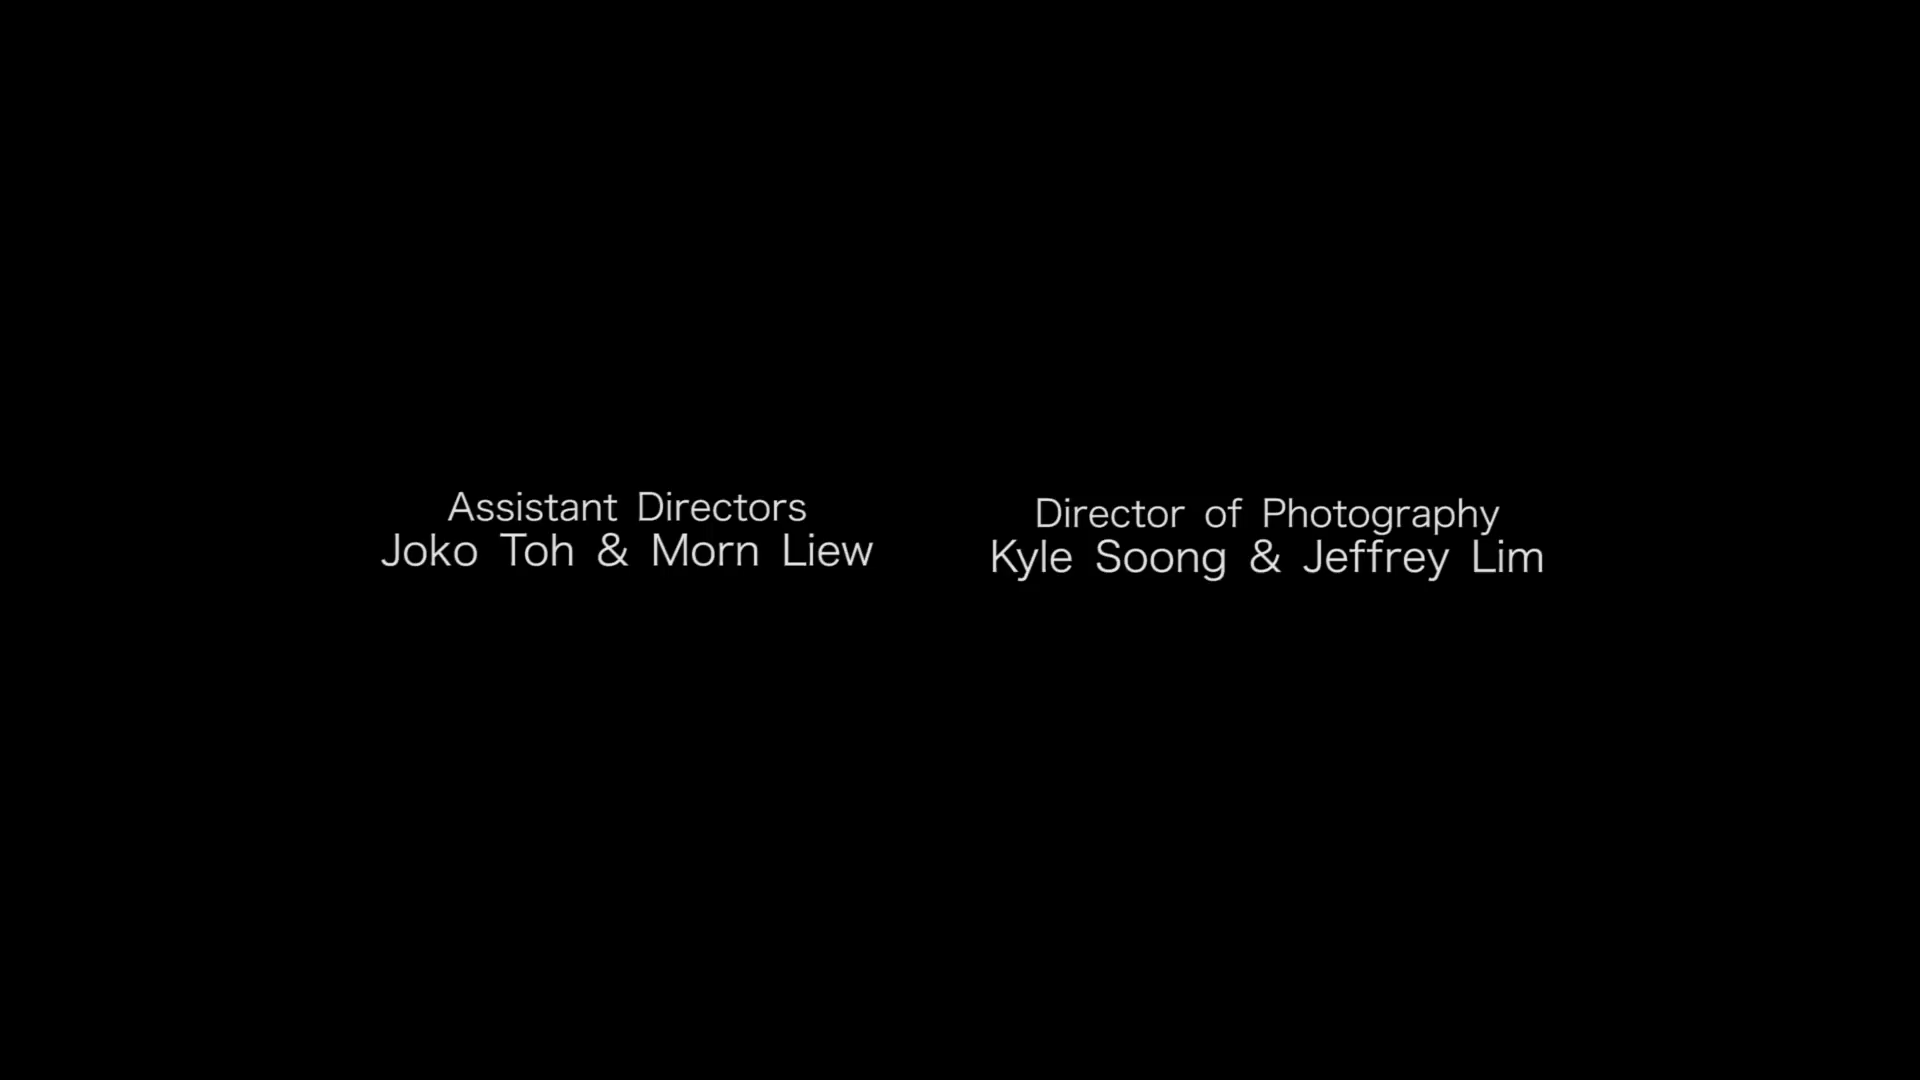 Assistant Directors
Joko Toh & Morn Liew
Director of Photography
Kyle Soong & Jeffrey Lim